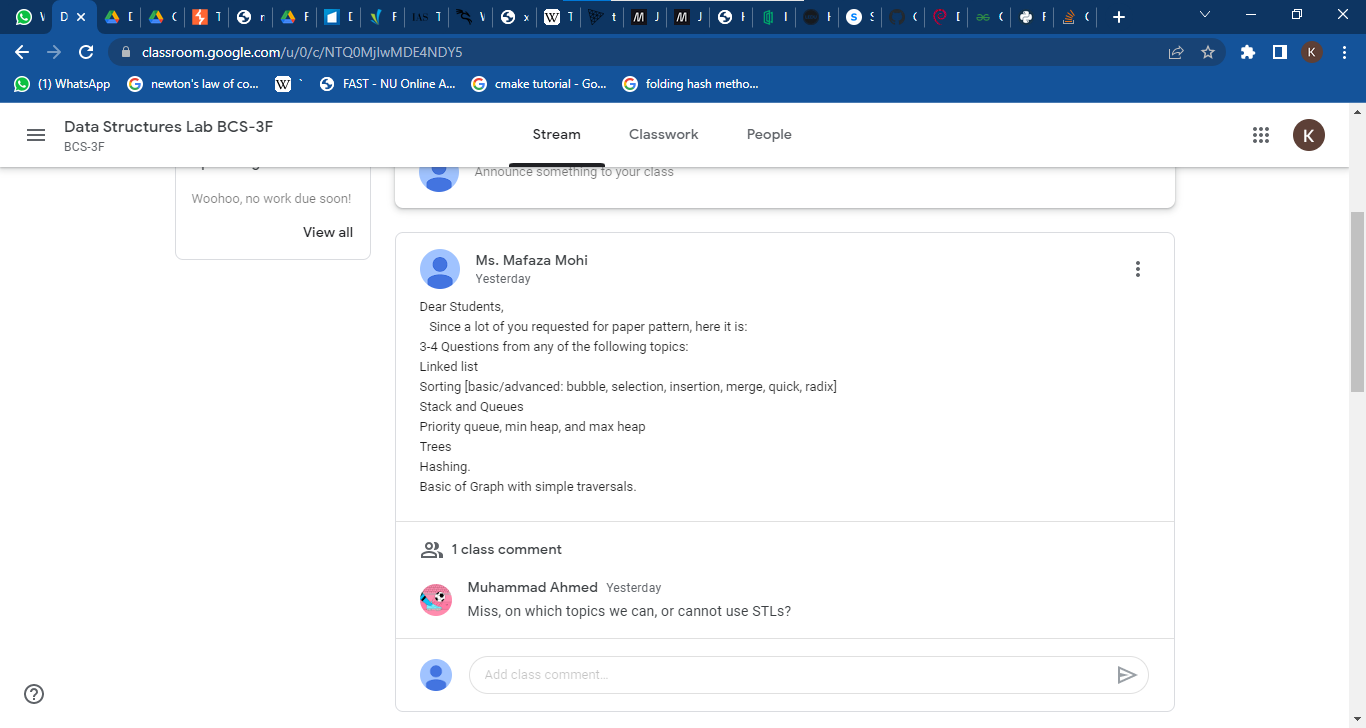 classroom.google.com/u/0/c/NTQ0MjIwMDE4NDY5
K
(1) WhatsApp
newton's law of co...
FAST - NU Online A...
cmake tutorial - Go...
folding hash metho...
Data Structures Lab BCS-3F
BCS-3F
Stream
Classwork
People
K
Announce something to your class
Woohoo, no work due soon!
View all
Ms. Mafaza Mohi
Yesterday
Dear Students,
Since a lot of you requested for paper pattern, here it is:
3-4 Questions from any of the following topics:
Linked list
Sorting [basic/advanced: bubble, selection, insertion, merge, quick, radix]
Stack and Queues
Priority queue, min heap, and max heap
Trees
Hashing.
Basic of Graph with simple traversals.
1 class comment
Muhammad Ahmed Yesterday
Miss, on which topics we can, or cannot use STLs?
Add class comment...